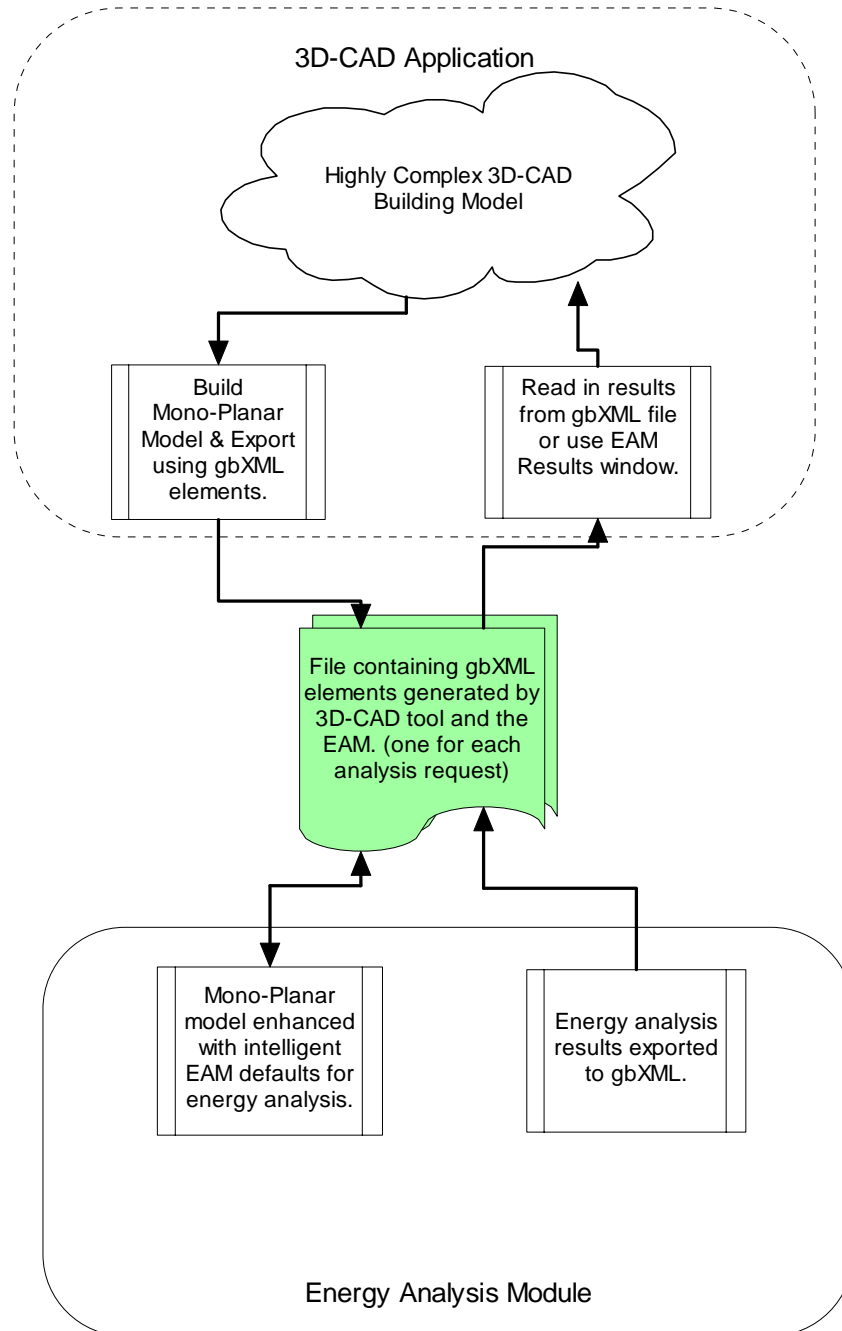 3D-CAD Application
Highly Complex 3D-CAD
Building Model
Build
Mono-Planar
Model & Export
using gbXML
elements.
Read in results
from gbXML file
or use EAM
Results window.
File containing gbXML
elements generated by
3D-CAD tool and the
EAM. (one for each
analysis request)
Mono-Planar
model enhanced
with intelligent
EAM defaults for
energy analysis.
Energy analysis
results exported
to gbXML.
Energy Analysis Module